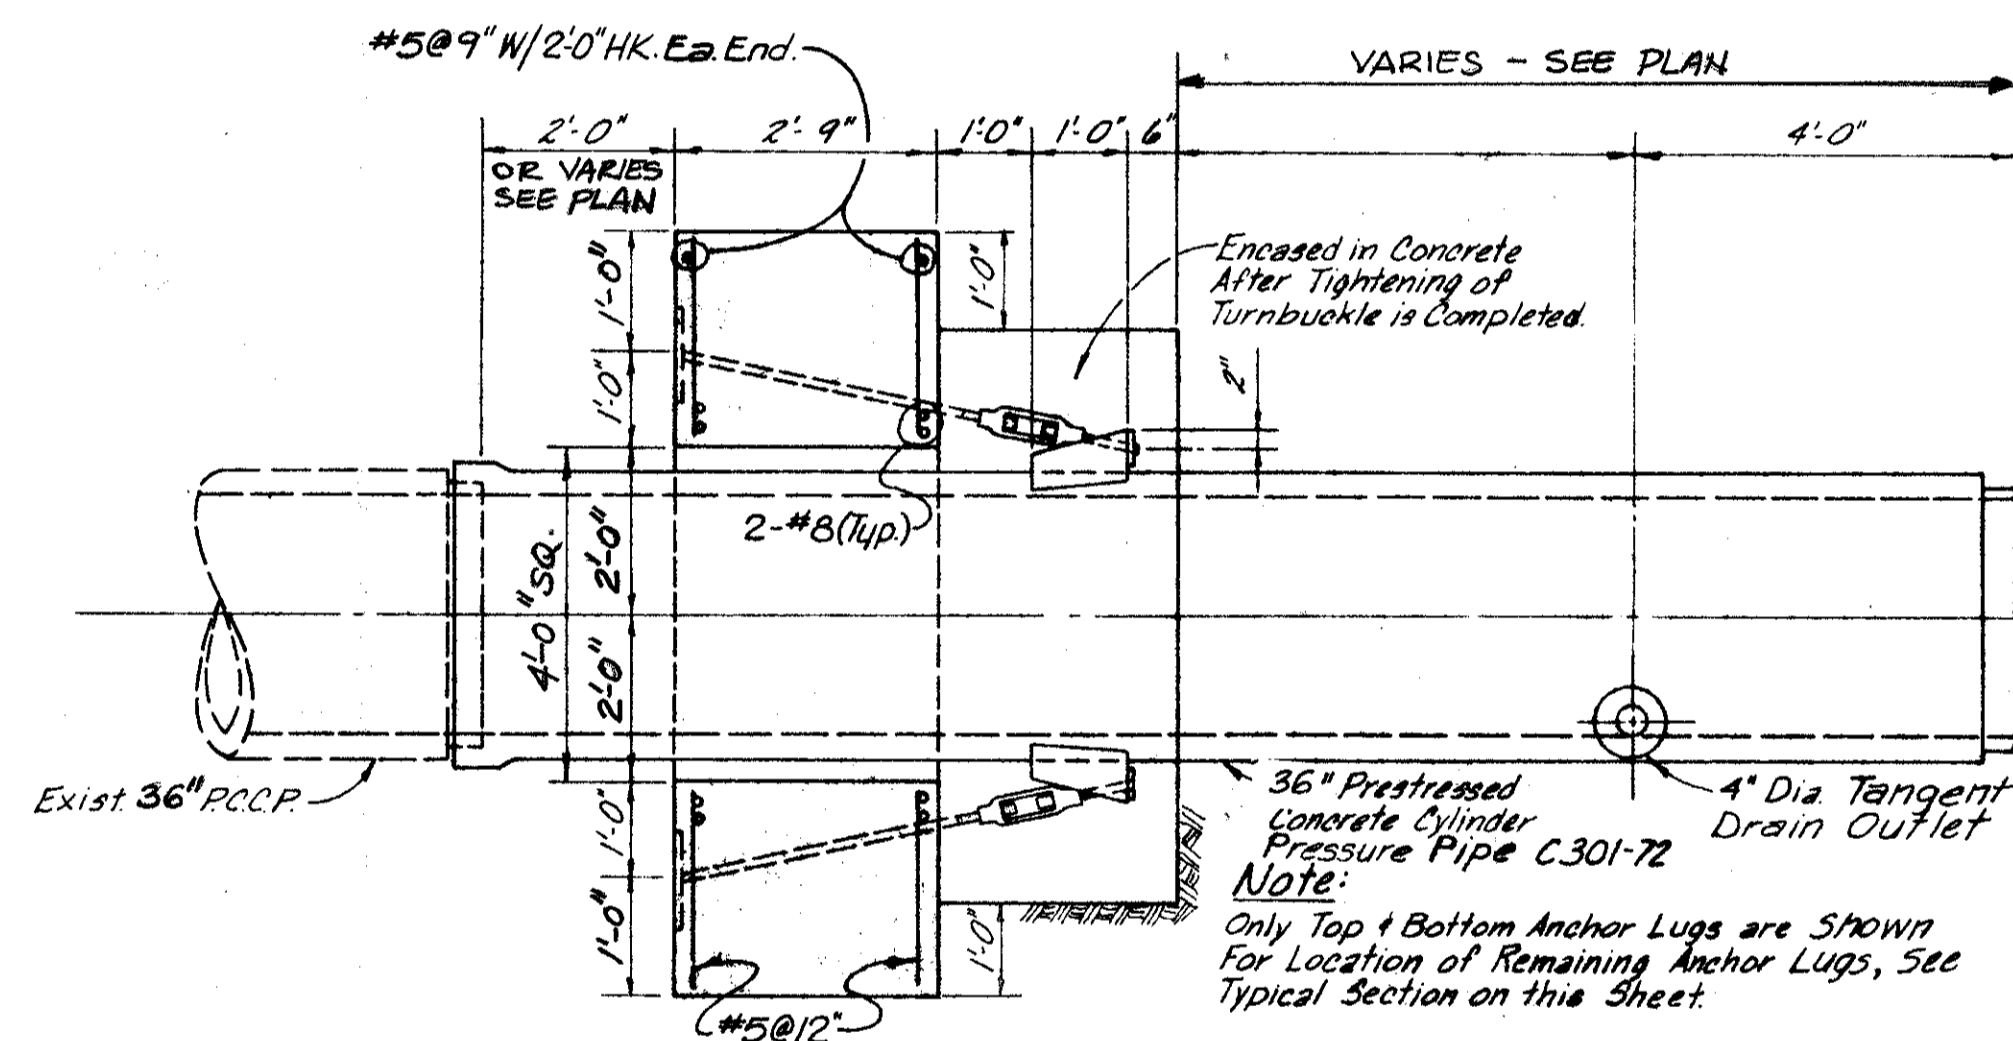 #5@9" W/2'-0" HK. Ea. End.
VARIES - SEE PLAN
2'-0"
2'-9"
1'-0"
1'-0"
6"
4'-0"
OR VARIES
SEE PLAN
1'-0"
1'-0"
1'-0"
Encased in Concrete
After Tightening of
Turnbuckle is Completed.
2"
2-#8(Typ.)
4'-0" SQ.
2'-0"
2'-0"
Exist. 36" P.C.C.P.
36" Prestressed
Concrete Cylinder
Pressure Pipe C301-72
4" Dia. Tangent
Drain Outlet
1'-0"
1'-0"
1'-0"
Note:
Only Top & Bottom Anchor Lugs are Shown
For Location of Remaining Anchor Lugs, See
Typical Section on this Sheet.
#5@12"